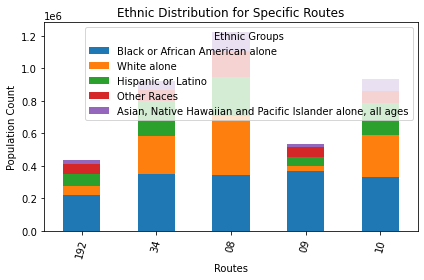 Ethnic Distribution for Specific Routes
1e6
Ethnic Groups
Black or African American alone
White alone
Hispanic or Latino
Other Races
Asian, Native Hawaiian and Pacific Islander alone, all ages
Population Count
1.2
1.0
0.8
0.6
0.4
0.2
0.0
192
34
08
09
10
Routes